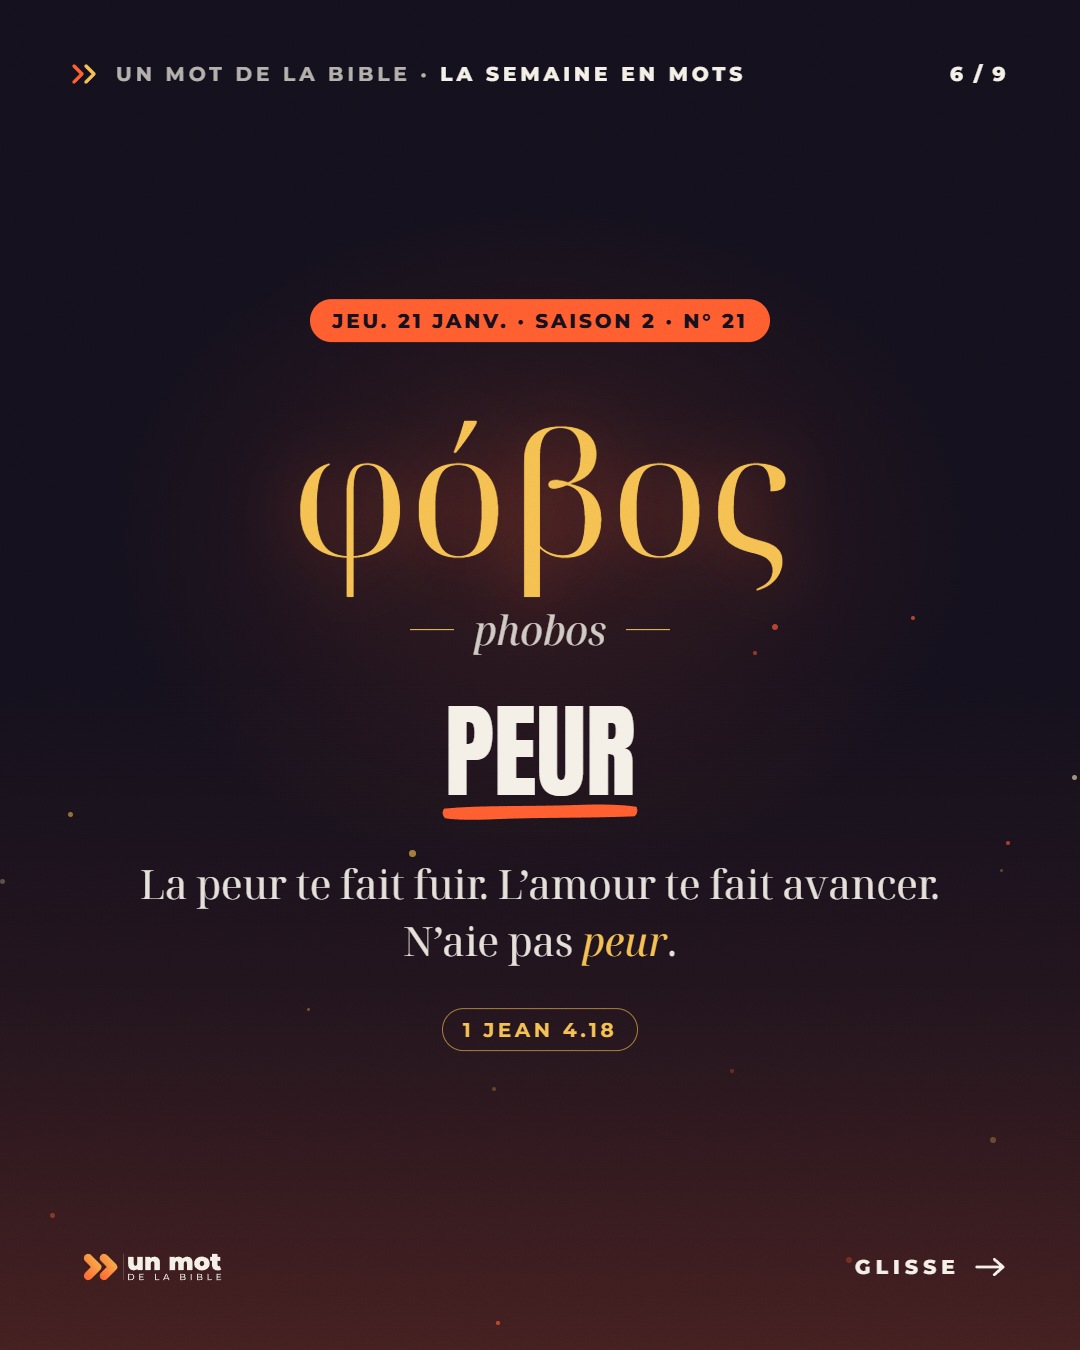 UN MOT DE LA BIBLE · LA SEMAINE EN MOTS
6 / 9
JEU. 21 JANV. · SAISON 2 · N° 21
φόβος
phobos
PEUR
La peur te fait fuir. L’amour te fait avancer.
N’aie pas peur.
1 JEAN 4.18
un mot
DE LA BIBLE
GLISSE →